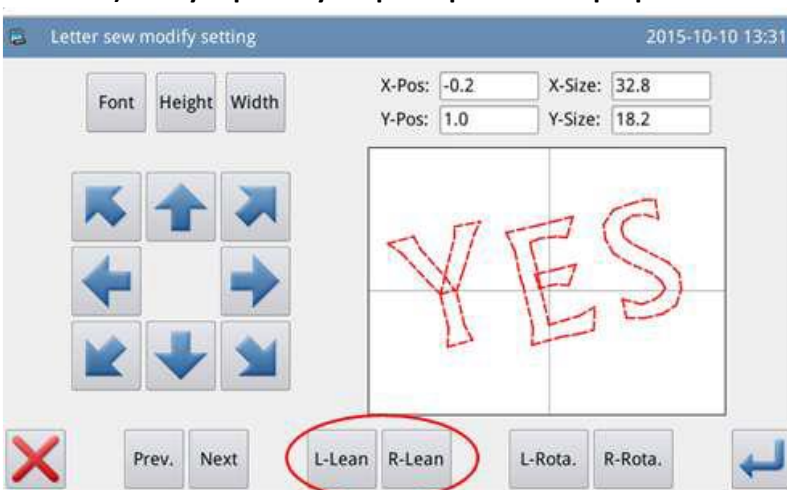 Letter sew modify setting 2015-10-10 13:31
Font Height Width
X-Pos: -0.2 X-Size: 32.8
Y-Pos: 1.0 Y-Size: 18.2
YES
Prev. Next L-Lean R-Lean L-Rota. R-Rota.